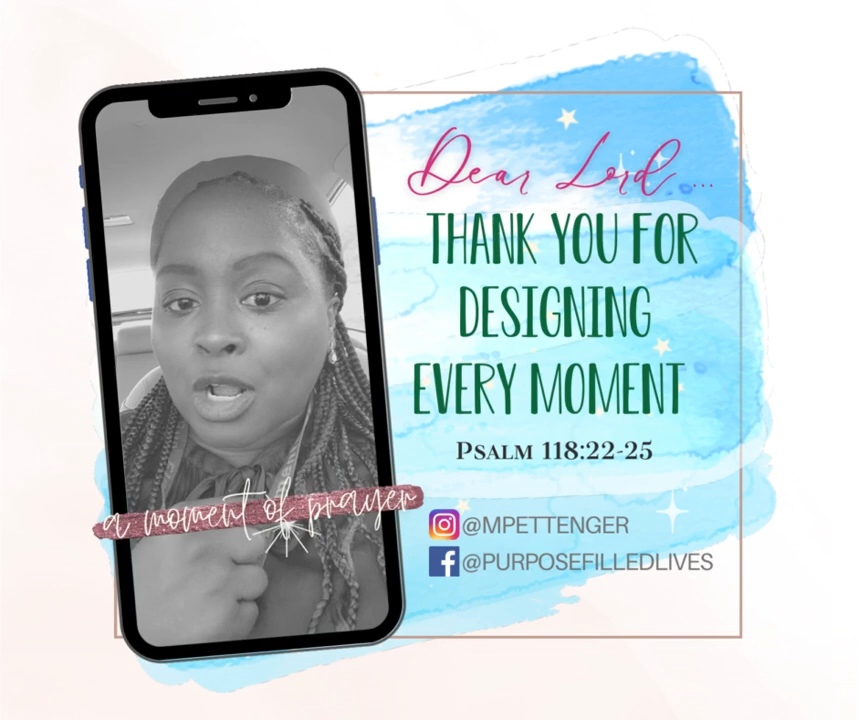 Dear Lord ...
THANK YOU FOR
DESIGNING
EVERY MOMENT
PSALM 118:22-25
a moment of prayer
@MPETTENGER
@PURPOSEFILLEDLIVES